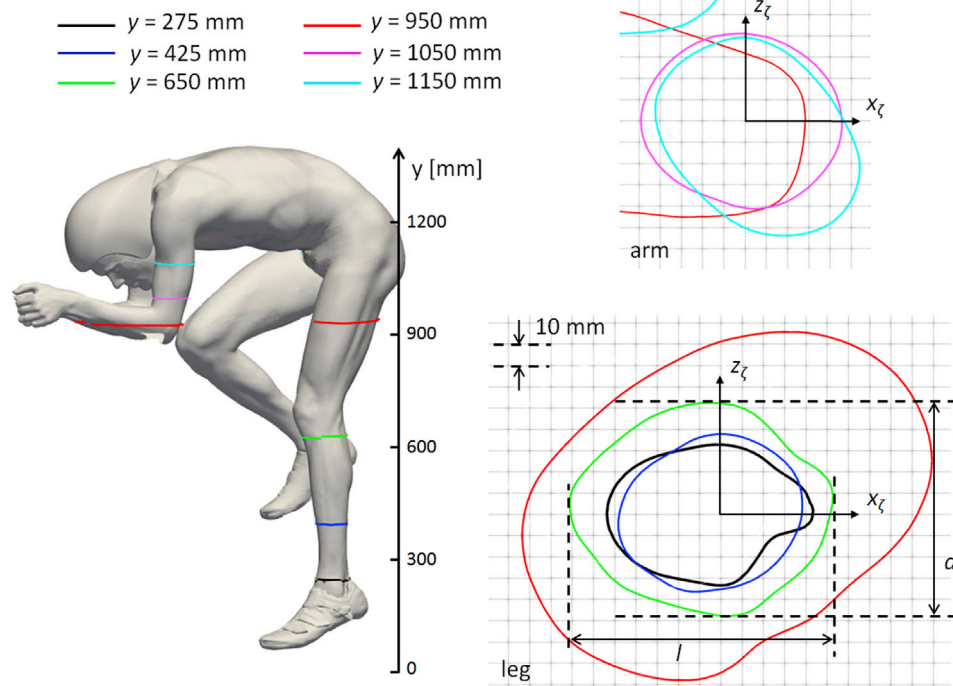 y = 275 mm
y = 950 mm
y = 425 mm
y = 1050 mm
y = 650 mm
y = 1150 mm
zζ
xζ
arm
y [mm]
1200
900
600
300
0
10 mm
zζ
xζ
d
l
leg